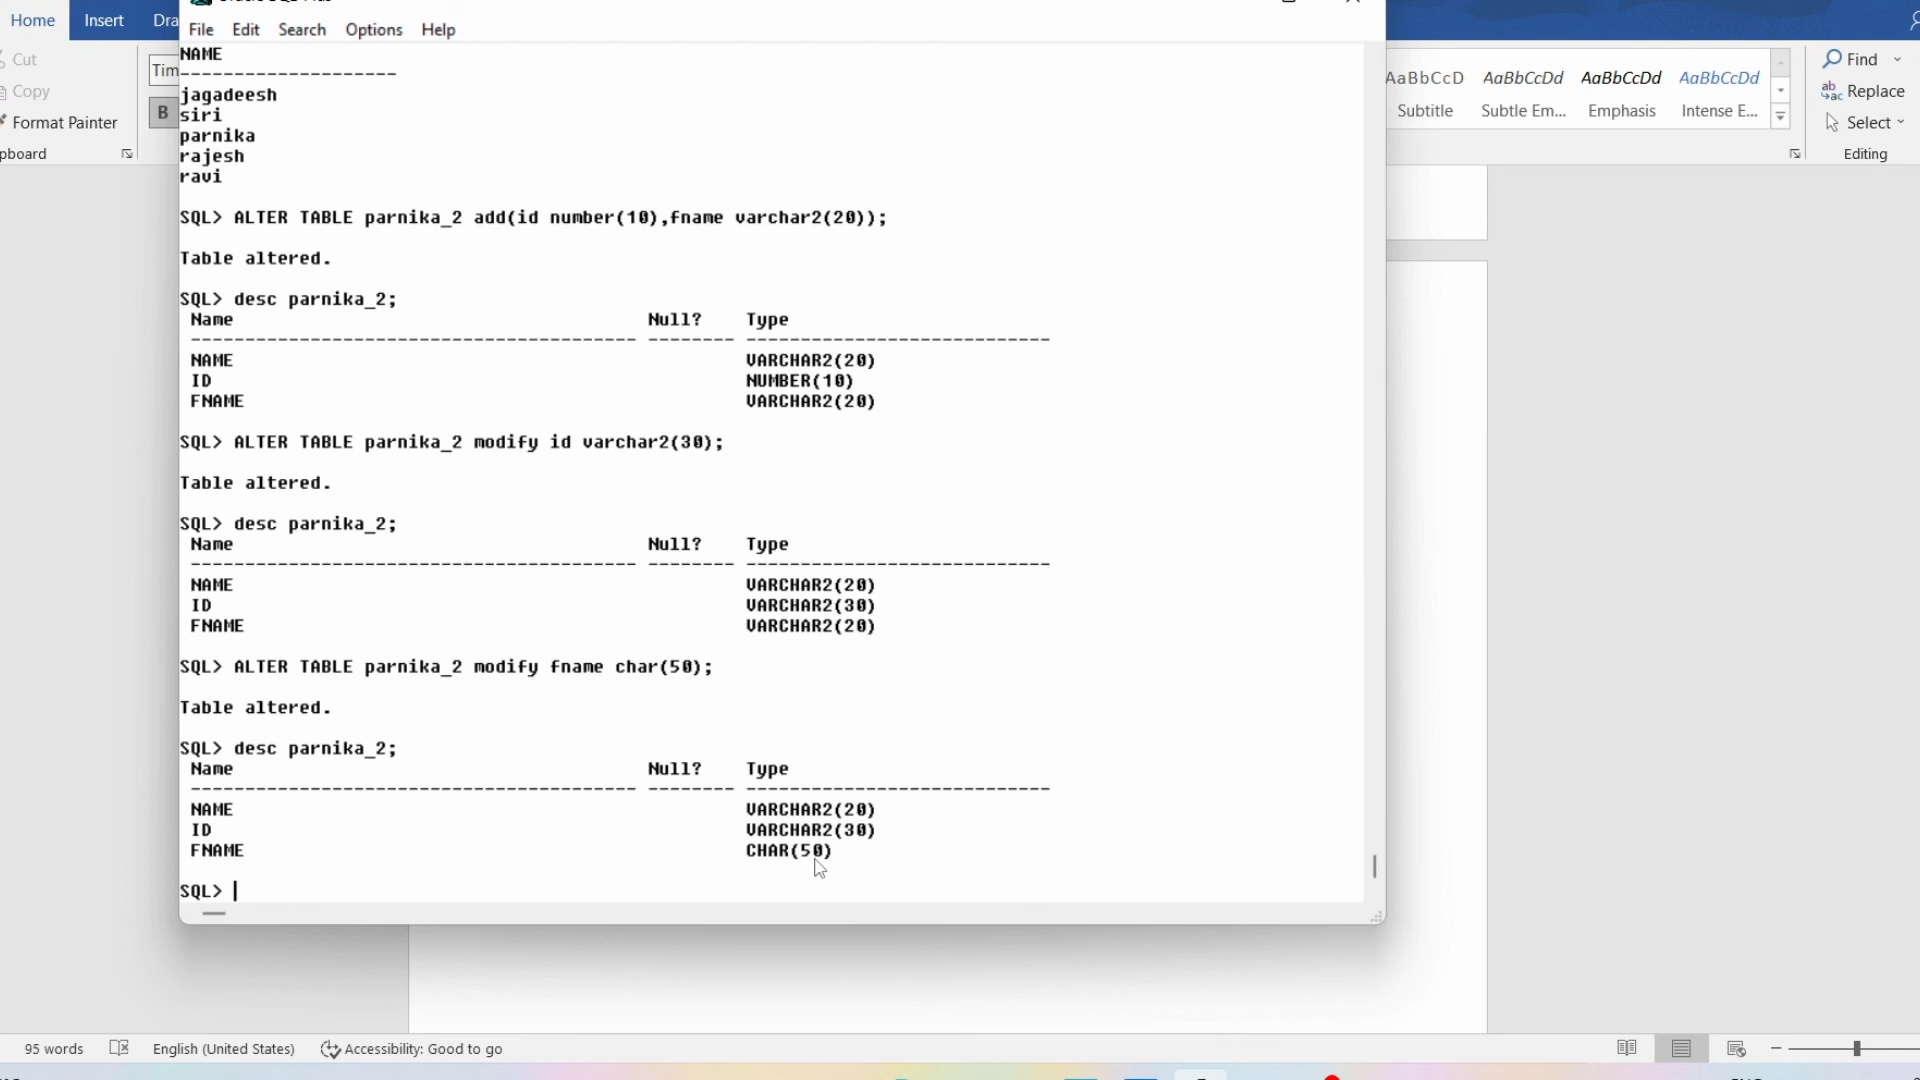 Home Insert
File Edit Search Options Help
Cut
Copy
Format Painter
B
AaBbCcD AaBbCcDd AaBbCcDd AaBbCcDd
Subtitle Subtle Em... Emphasis Intense E...
Find
Replace
Select
Editing
NAME
--------------------
jagadeesh
siri
parnika
rajesh
ravi
SQL> ALTER TABLE parnika_2 add(id number(10),fname varchar2(20));
Table altered.
SQL> desc parnika_2;
Name Null? Type
----------------------------------------- -------- ----------------------------
NAME VARCHAR2(20)
ID NUMBER(10)
FNAME VARCHAR2(20)
SQL> ALTER TABLE parnika_2 modify id varchar2(30);
Table altered.
SQL> desc parnika_2;
Name Null? Type
----------------------------------------- -------- ----------------------------
NAME VARCHAR2(20)
ID VARCHAR2(30)
FNAME VARCHAR2(20)
SQL> ALTER TABLE parnika_2 modify fname char(50);
Table altered.
SQL> desc parnika_2;
Name Null? Type
----------------------------------------- -------- ----------------------------
NAME VARCHAR2(20)
ID VARCHAR2(30)
FNAME CHAR(50)
SQL>
95 words English (United States) Accessibility: Good to go